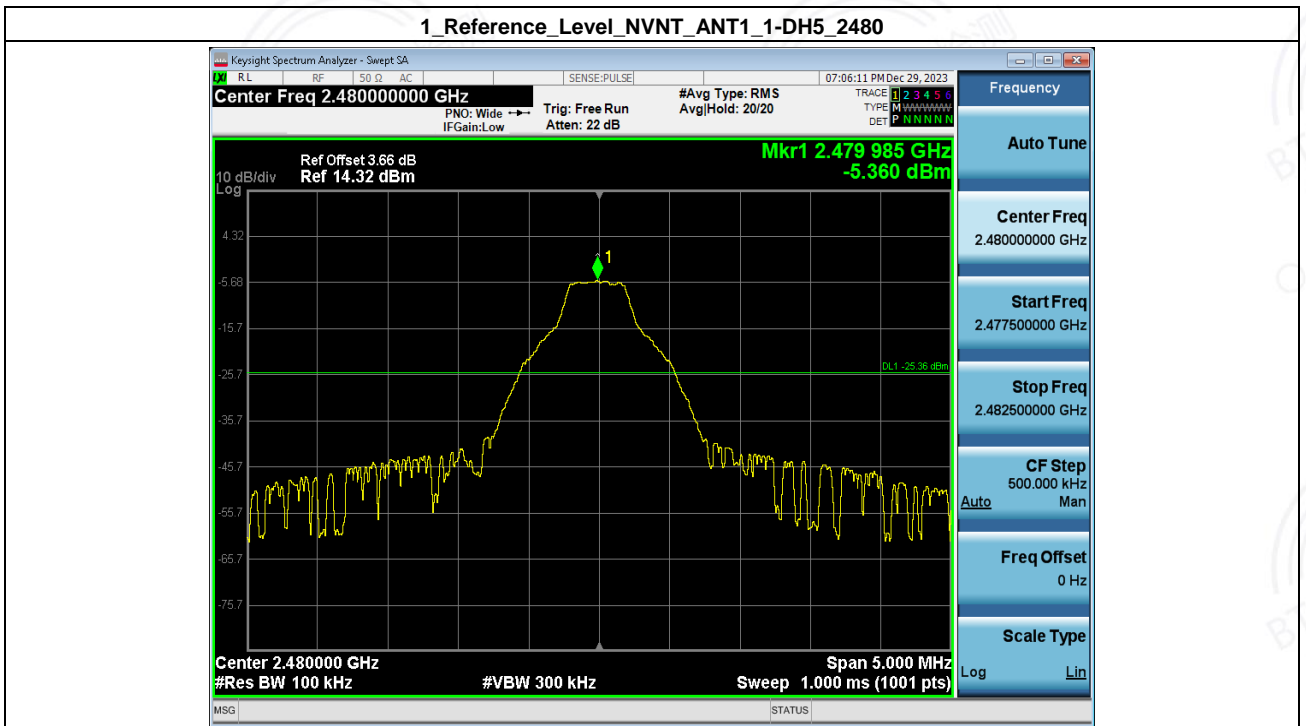 1_Reference_Level_NVNT_ANT1_1-DH5_2480
Keysight Spectrum Analyzer - Swept SA
LXI RL RF 50 Ω AC SENSE:PULSE 07:06:11 PM Dec 29, 2023
Center Freq 2.480000000 GHz
PNO: Wide
IFGain:Low
Trig: Free Run
Atten: 22 dB
#Avg Type: RMS
Avg|Hold: 20/20
TRACE 1 2 3 4 5 6
TYPE M WWWWW
DET P N N N N N
Mkr1 2.479 985 GHz
-5.360 dBm
Ref Offset 3.66 dB
10 dB/div Ref 14.32 dBm
Log
4.32
-5.68
-15.7
-25.7
-35.7
-45.7
-55.7
-65.7
-75.7
1
DL1 -25.36 dBm
Center 2.480000 GHz Span 5.000 MHz
#Res BW 100 kHz #VBW 300 kHz Sweep 1.000 ms (1001 pts)
MSG STATUS
Frequency
Auto Tune
Center Freq
2.480000000 GHz
Start Freq
2.477500000 GHz
Stop Freq
2.482500000 GHz
CF Step
500.000 kHz
Auto Man
Freq Offset
0 Hz
Scale Type
Log Lin